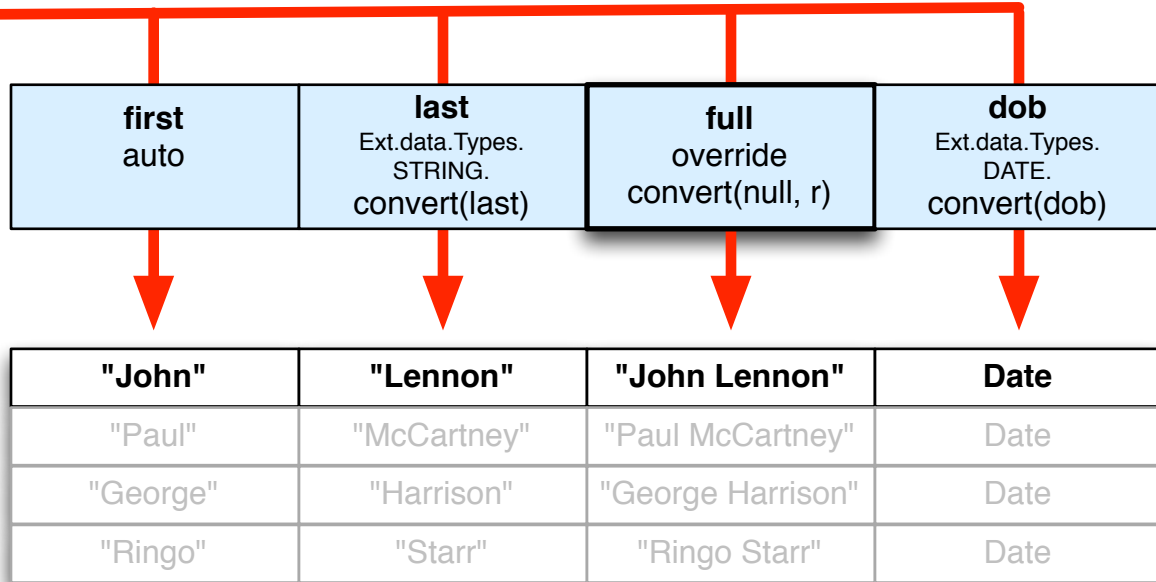 first
auto
last
Ext.data.Types.
STRING.
convert(last)
full
override
convert(null, r)
dob
Ext.data.Types.
DATE.
convert(dob)
"John" "Lennon" "John Lennon" Date
"Paul" "McCartney" "Paul McCartney" Date
"George" "Harrison" "George Harrison" Date
"Ringo" "Starr" "Ringo Starr" Date